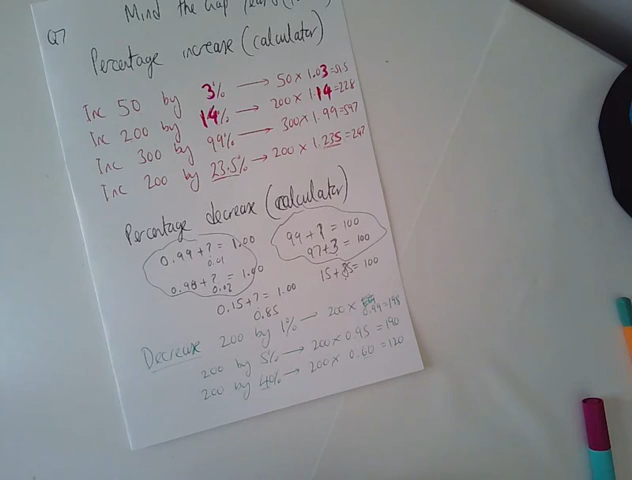 Q7
Mind the Gap
Percentage increase (calculator)
Inc 50 by 3% → 50 × 1.03=51.5
Inc 200 by 14% → 200 × 1.14=228
Inc 300 by 99% → 300 × 1.99=597
Inc 200 by 23.5% → 200 × 1.235=247
Percentage decrease (calculator)
0.99 + ? = 1.00
0.01
0.98 + ? = 1.00
0.02
0.15 + ? = 1.00
0.85
99 + ? = 100
97 + 3 = 100
15 + 85 = 100
Decrease 200 by 1% → 200 × 0.99=198
200 by 5% → 200 × 0.95 =190
200 by 40% → 200 × 0.60 =120